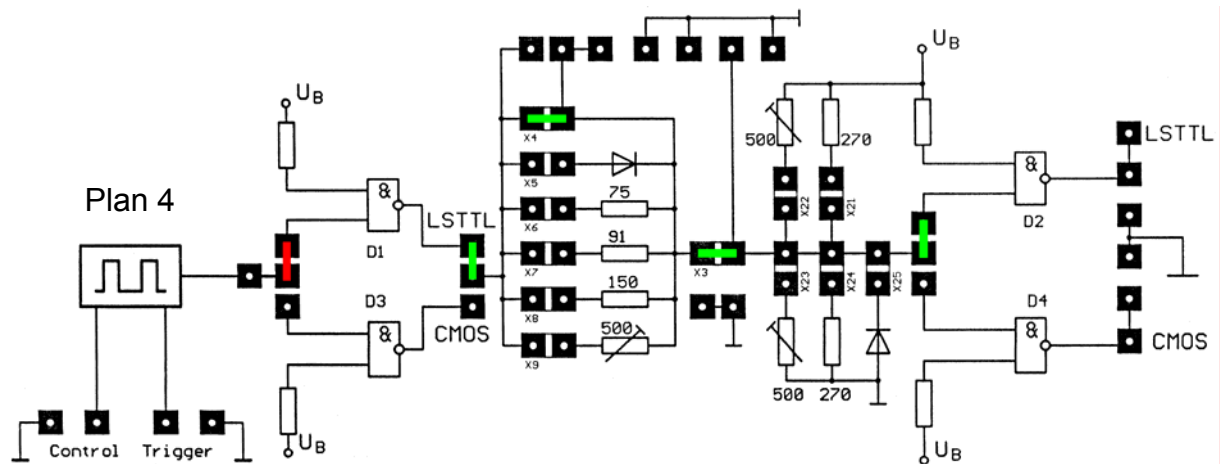 U_B
U_B
LSTTL
500
270
X4
&
Plan 4
X5
&
75
X22
X21
D2
LSTTL
X6
D1
91
D3
X3
X7
X23
X24
X25
150
D4
&
X8
&
CMOS
500
CMOS
X9
500
270
Control
Trigger
U_B
U_B